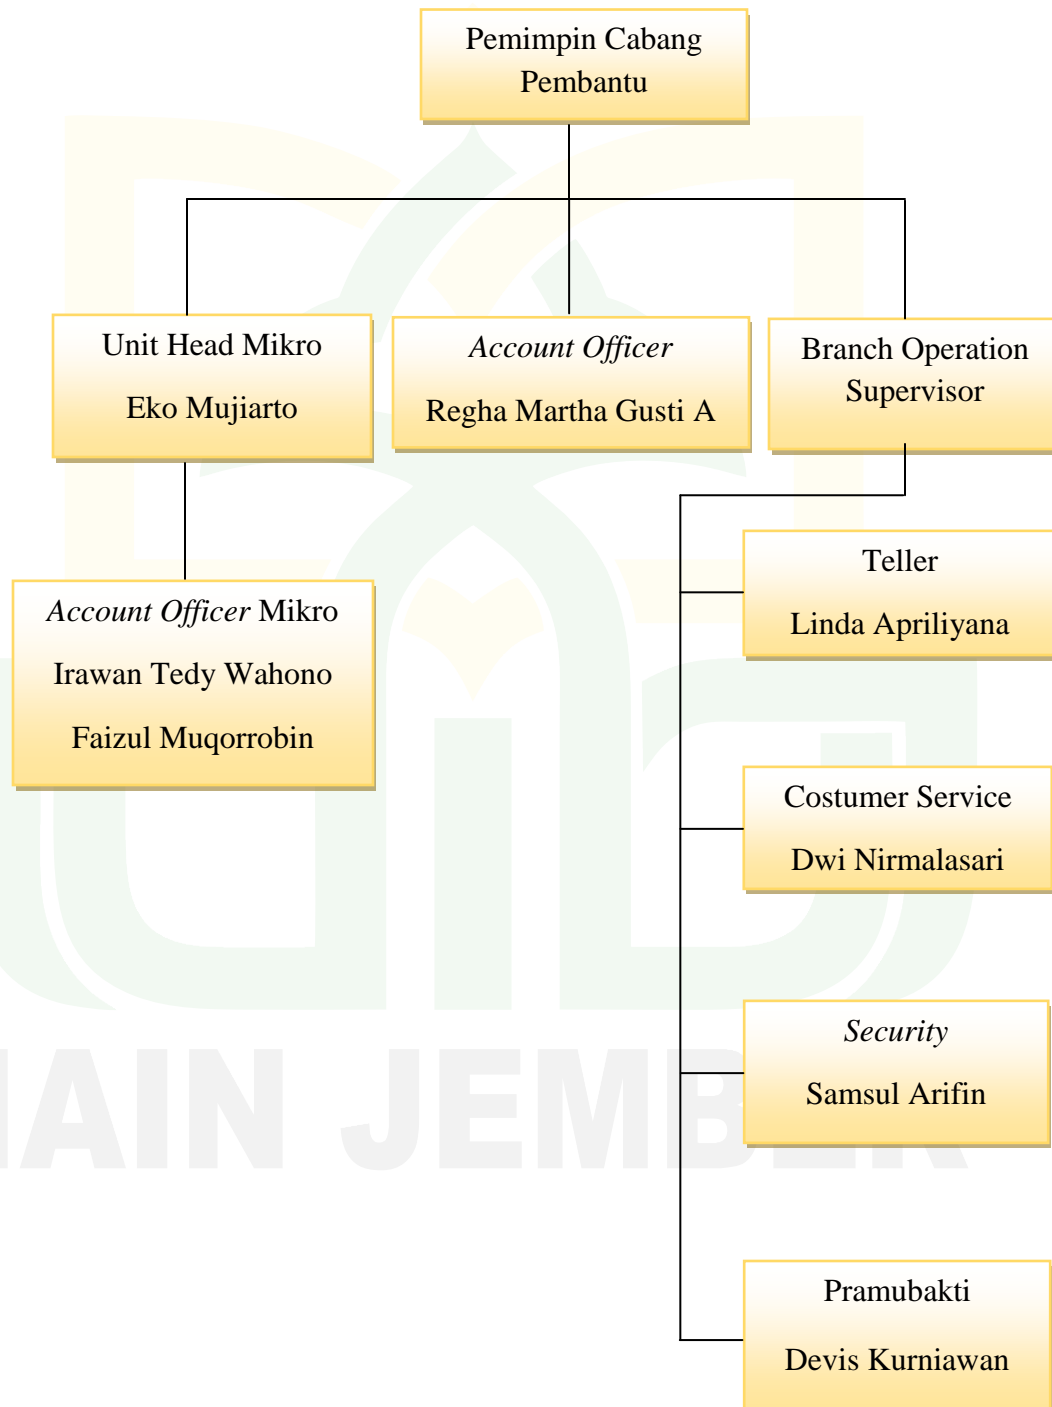 Pemimpin Cabang
Pembantu
Unit Head Mikro
Eko Mujiarto
Account Officer
Regha Martha Gusti A
Branch Operation
Supervisor
Account Officer Mikro
Irawan Tedy Wahono
Faizul Muqorrobin
Teller
Linda Apriliyana
Costumer Service
Dwi Nirmalasari
Security
Samsul Arifin
Pramubakti
Devis Kurniawan
IAIN JEMBER